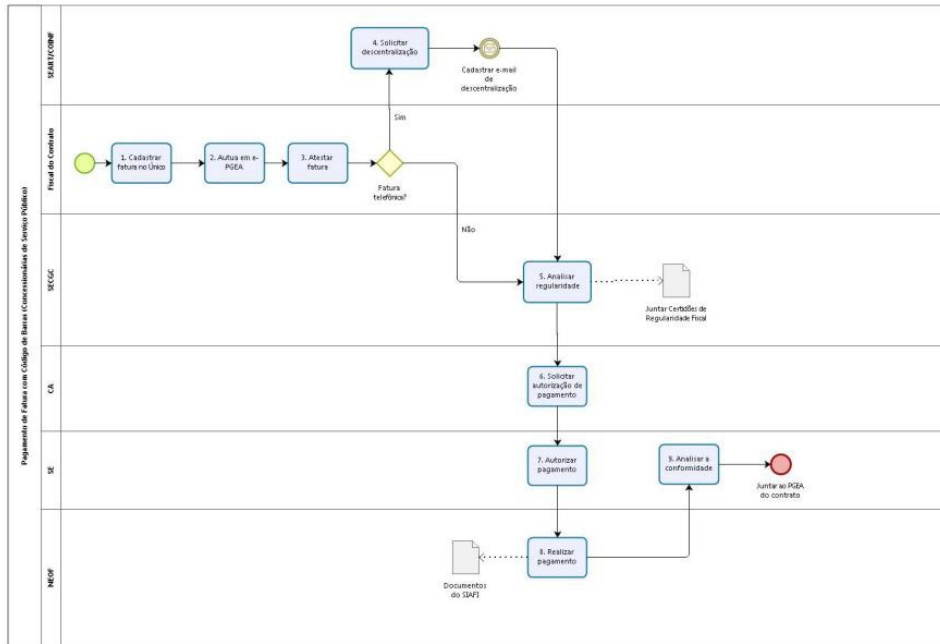 Pagamento de Fatura com Código de Barras (Concessionárias de Serviço Público)
SEART/COINF
4. Solicitar
descentralização
Cadastrar e-mail
de
descentralização
Fiscal do Contrato
Sim
1. Cadastrar
fatura no Único
2. Autua em e-
PGEA
3. Atestar
fatura
Fatura
telefônica?
Não
SECGC
5. Analisar
regularidade
Juntar Certidões de
Regularidade Fiscal
CA
6. Solicitar
autorização de
pagamento
SE
7. Autorizar
pagamento
9. Analisar a
conformidade
Juntar ao PGEA
do contrato
NEOF
8. Realizar
pagamento
Documentos
do SIAFI